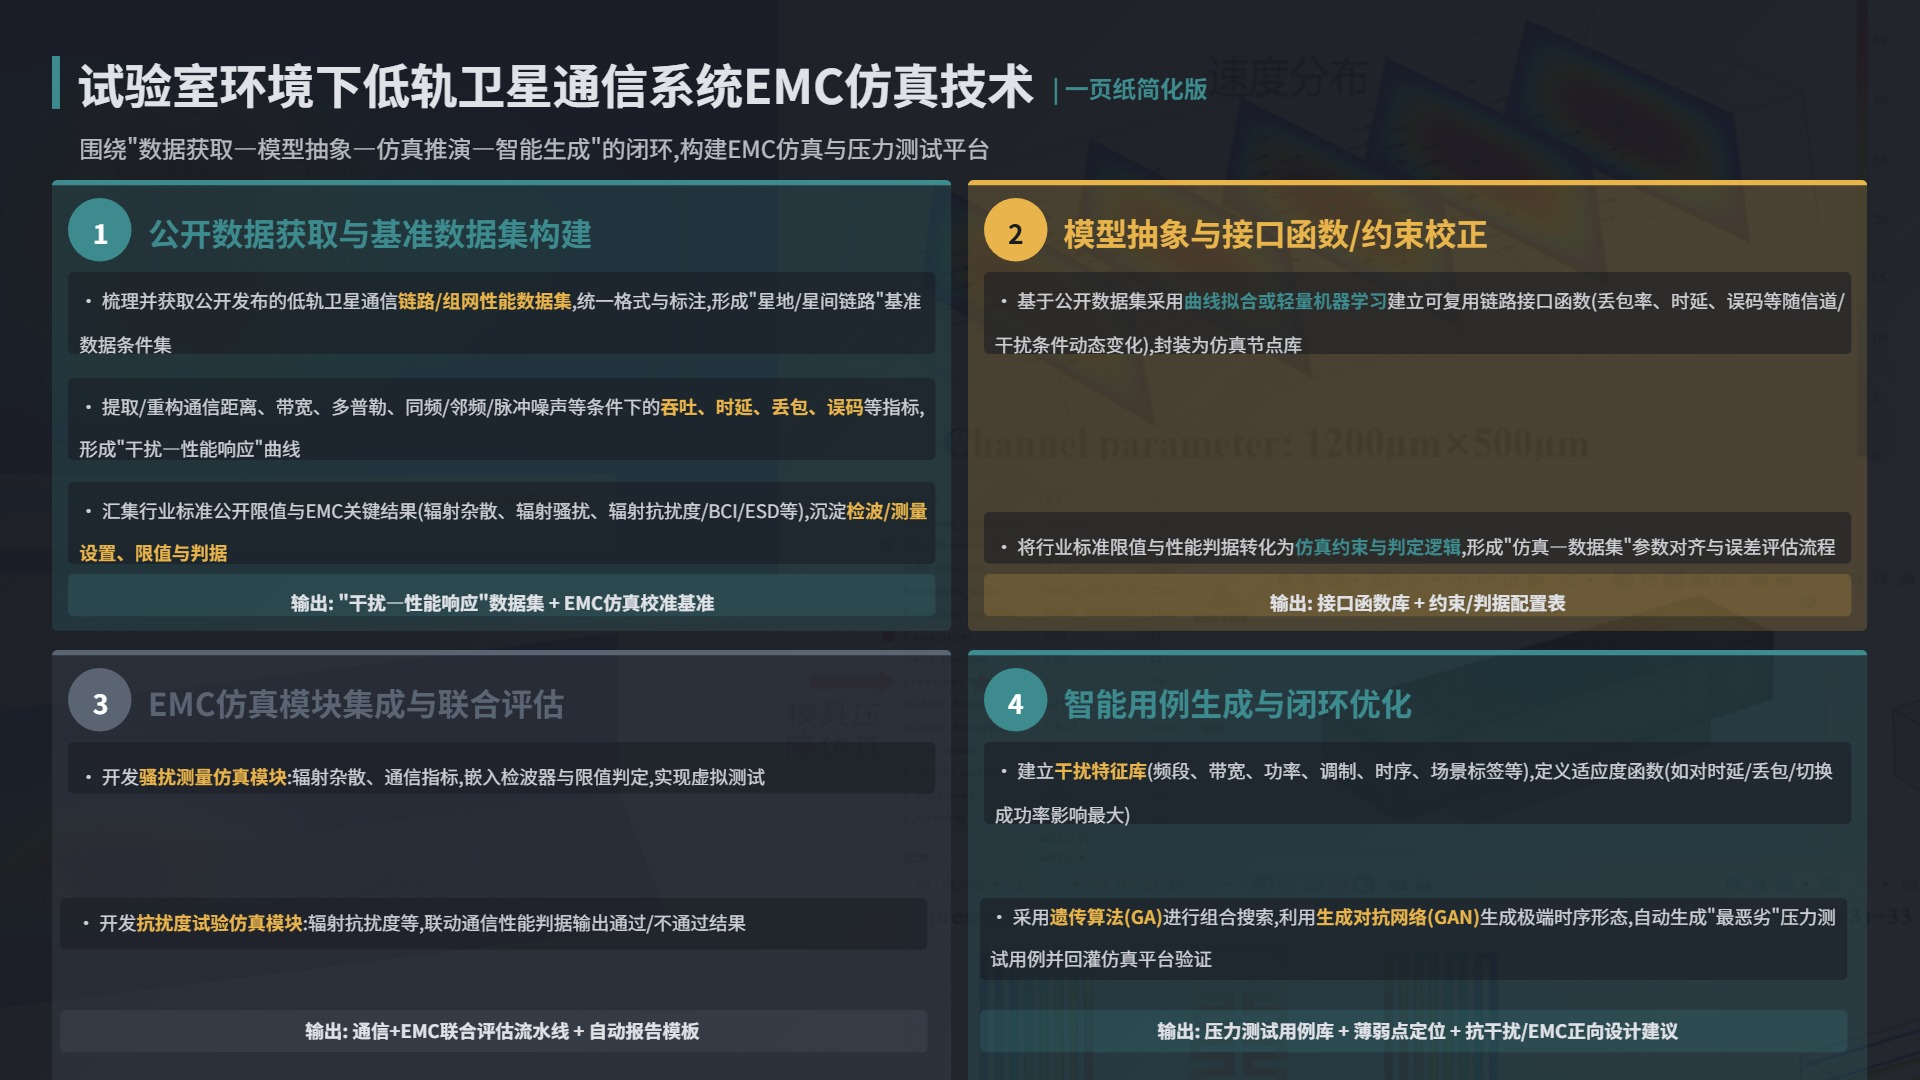 试验室环境下低轨卫星通信系统EMC仿真技术 | 一页纸简化版
速度分布
围绕"数据获取—模型抽象—仿真推演—智能生成"的闭环,构建EMC仿真与压力测试平台
1 公开数据获取与基准数据集构建
• 梳理并获取公开发布的低轨卫星通信链路/组网性能数据集,统一格式与标注,形成"星地/星间链路"基准
数据条件集
• 提取/重构通信距离、带宽、多普勒、同频/邻频/脉冲噪声等条件下的吞吐、时延、丢包、误码等指标,
形成"干扰—性能响应"曲线
• 汇集行业标准公开限值与EMC关键结果(辐射杂散、辐射骚扰、辐射抗扰度/BCI/ESD等),沉淀检波/测量
设置、限值与判据
输出: "干扰—性能响应"数据集 + EMC仿真校准基准
2 模型抽象与接口函数/约束校正
• 基于公开数据集采用曲线拟合或轻量机器学习建立可复用链路接口函数(丢包率、时延、误码等随信道/
干扰条件动态变化),封装为仿真节点库
Channel parameter: 1200μm×500μm
• 将行业标准限值与性能判据转化为仿真约束与判定逻辑,形成"仿真—数据集"参数对齐与误差评估流程
输出: 接口函数库 + 约束/判据配置表
3 EMC仿真模块集成与联合评估
模具压
• 开发骚扰测量仿真模块:辐射杂散、通信指标,嵌入检波器与限值判定,实现虚拟测试
• 开发抗扰度试验仿真模块:辐射抗扰度等,联动通信性能判据输出通过/不通过结果
输出: 通信+EMC联合评估流水线 + 自动报告模板
4 智能用例生成与闭环优化
• 建立干扰特征库(频段、带宽、功率、调制、时序、场景标签等),定义适应度函数(如对时延/丢包/切换
成功率影响最大)
• 采用遗传算法(GA)进行组合搜索,利用生成对抗网络(GAN)生成极端时序形态,自动生成"最恶劣"压力测
试用例并回灌仿真平台验证
输出: 压力测试用例库 + 薄弱点定位 + 抗干扰/EMC正向设计建议